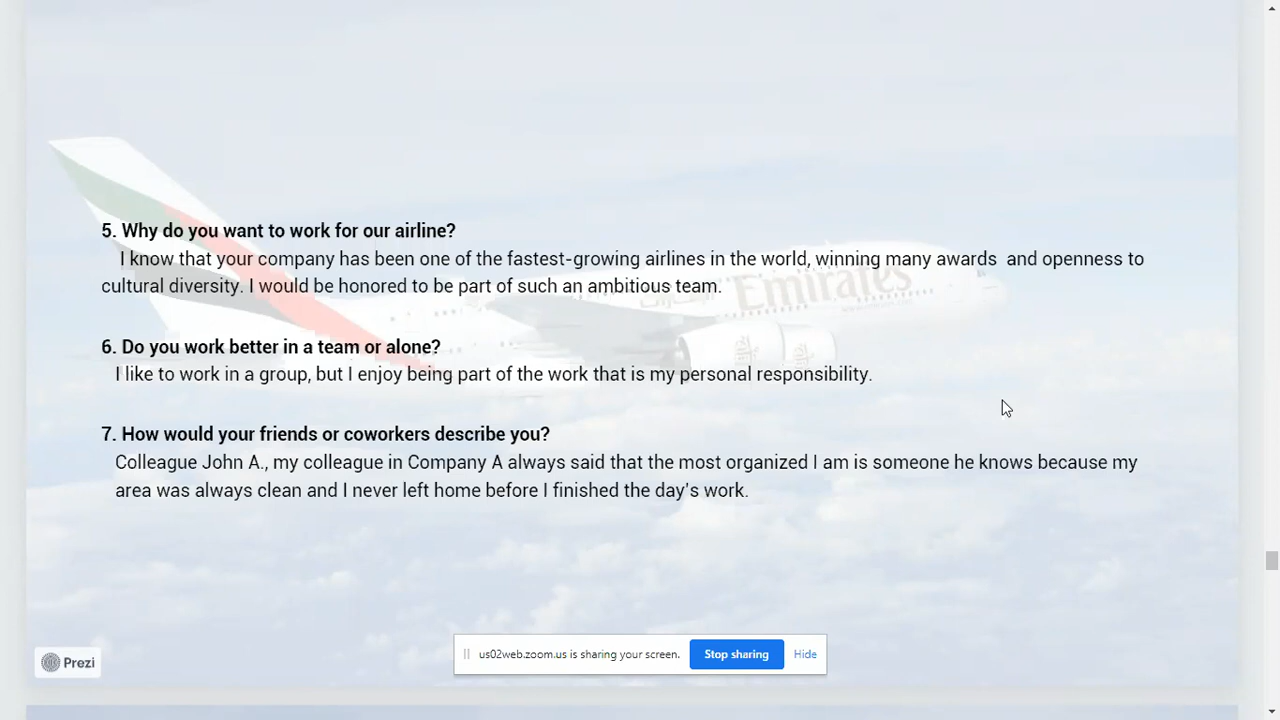 5. Why do you want to work for our airline?
I know that your company has been one of the fastest-growing airlines in the world, winning many awards and openness to
cultural diversity. I would be honored to be part of such an ambitious team.
Emirates
6. Do you work better in a team or alone?
I like to work in a group, but I enjoy being part of the work that is my personal responsibility.
7. How would your friends or coworkers describe you?
Colleague John A., my colleague in Company A always said that the most organized I am is someone he knows because my
area was always clean and I never left home before I finished the day's work.
Prezi
us02web.zoom.us is sharing your screen.
Stop sharing
Hide